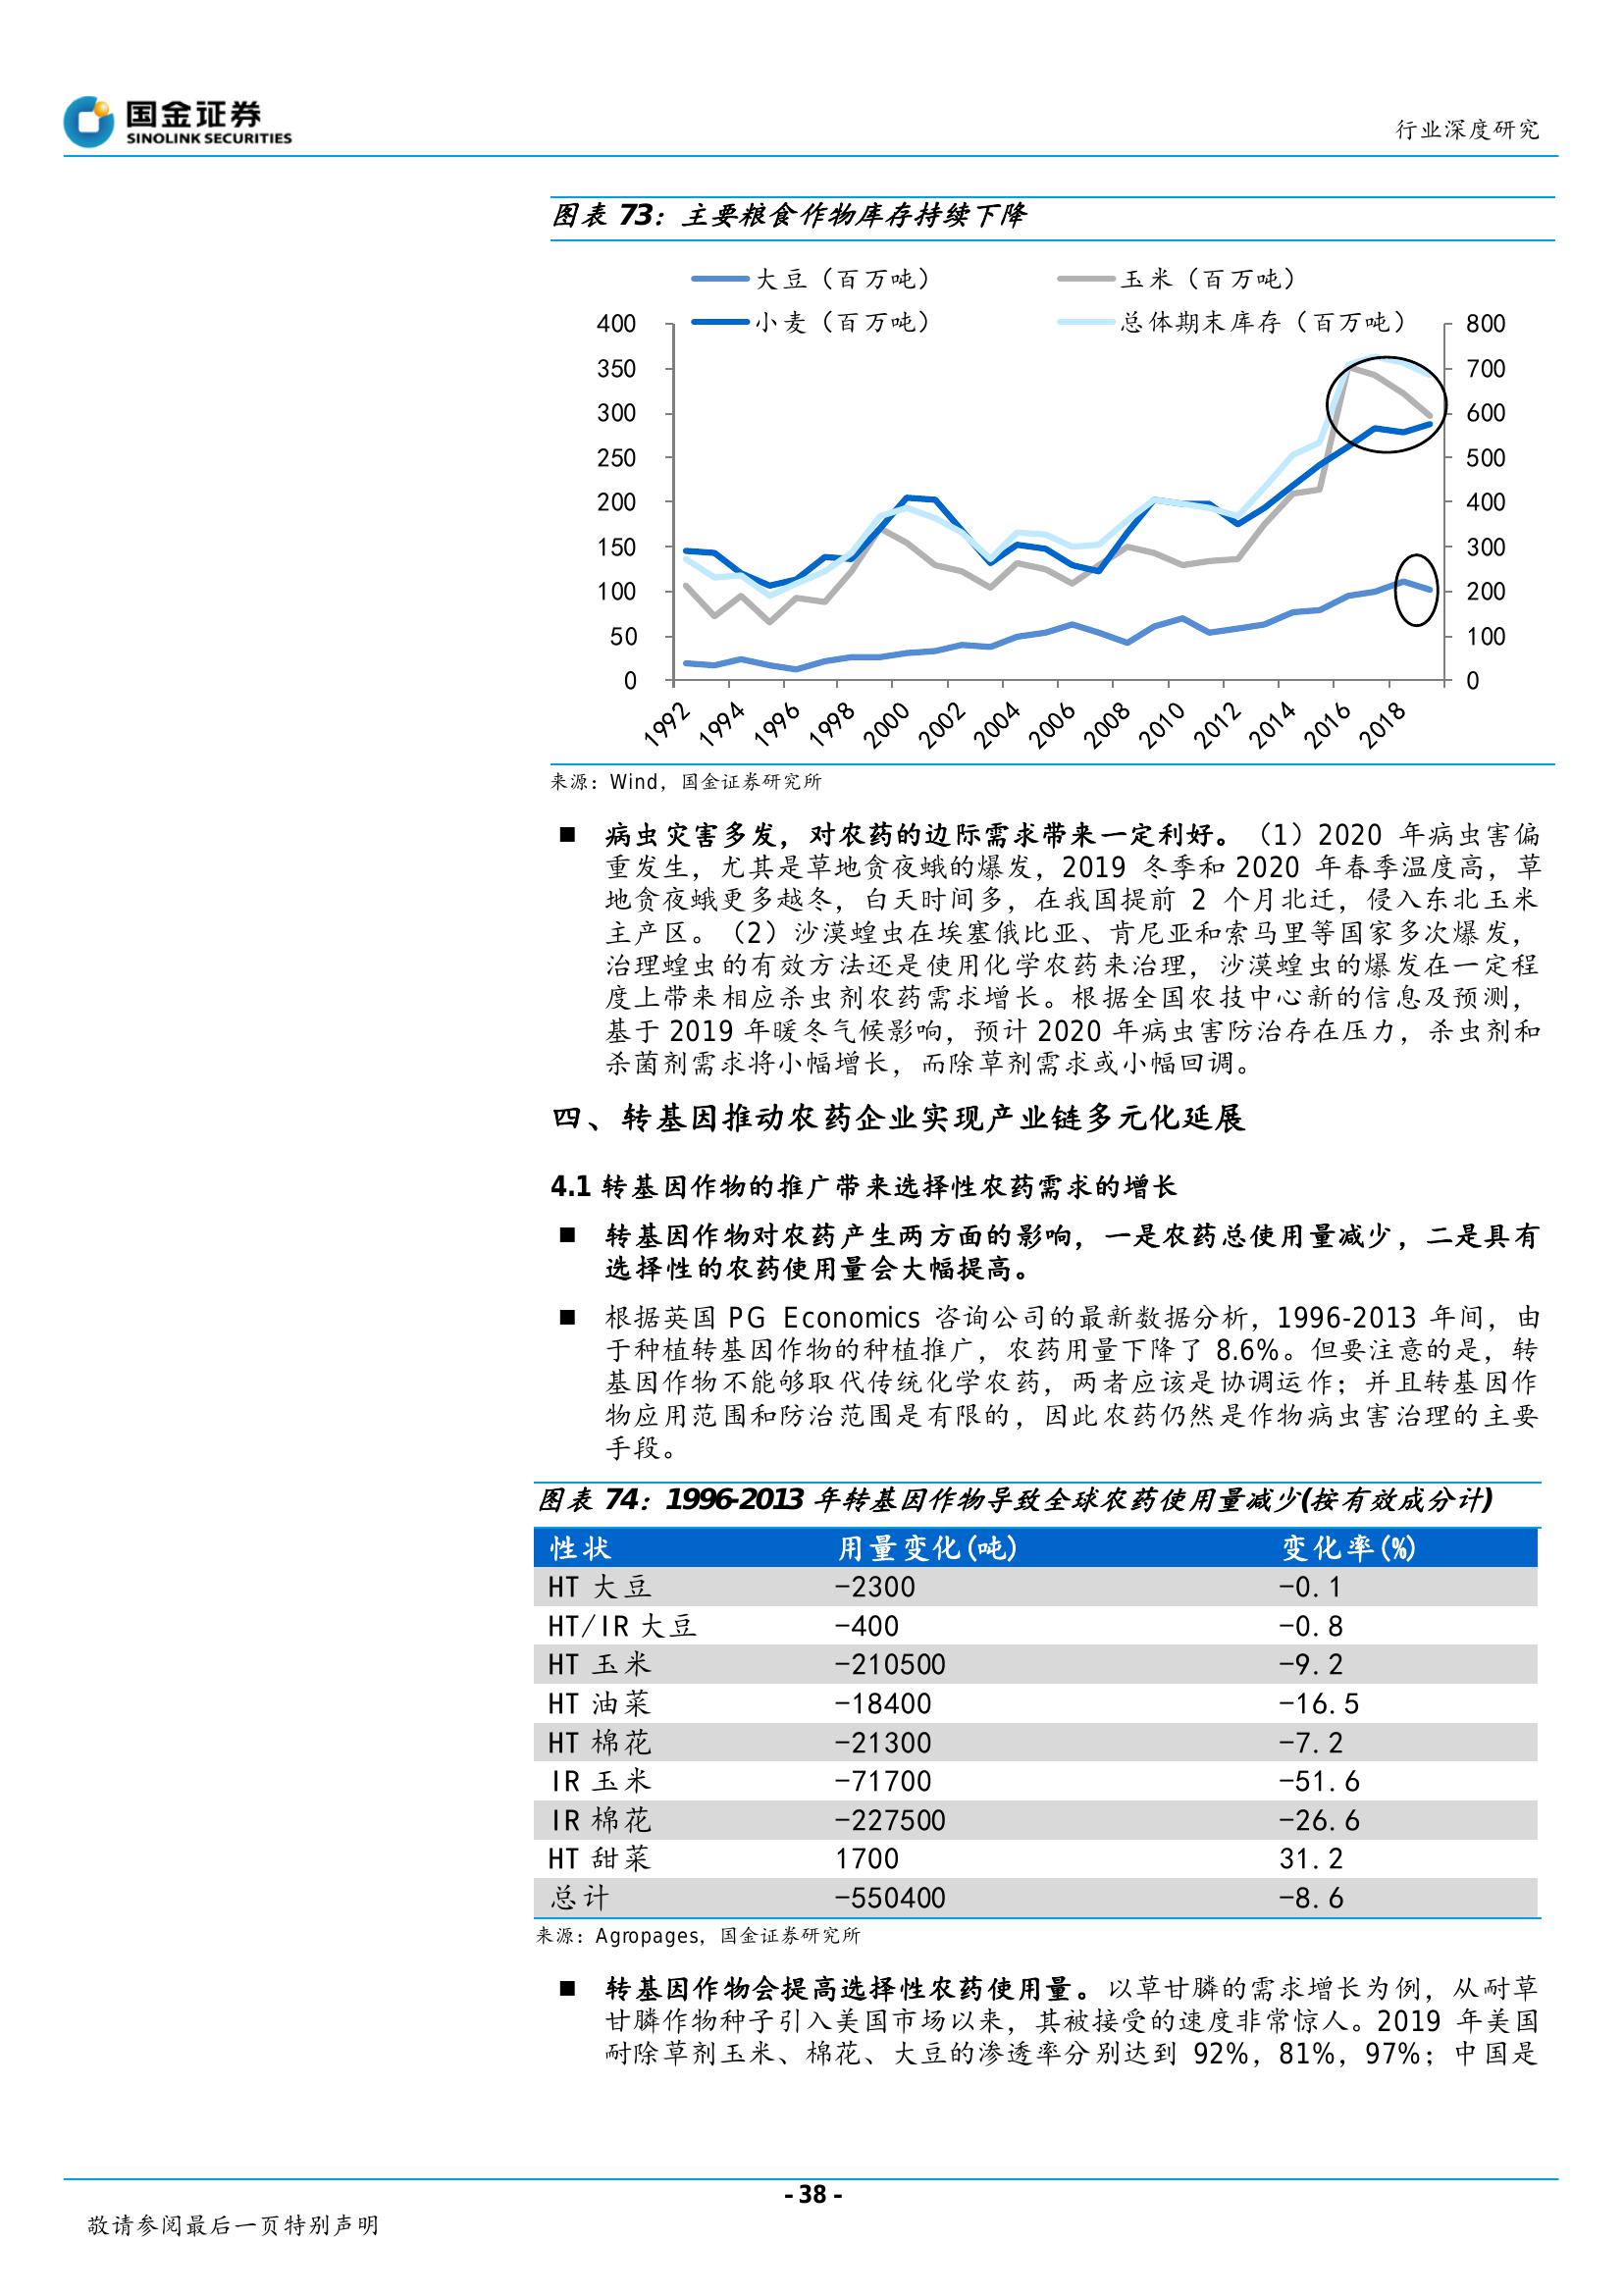 国金证券
SINOLINK SECURITIES
行业深度研究
图表 73：主要粮食作物库存持续下降
大豆（百万吨） 玉米（百万吨）
小麦（百万吨） 总体期末库存（百万吨）
400 800
350 700
300 600
250 500
200 400
150 300
100 200
50 100
0 0
1992 1994 1996 1998 2000 2002 2004 2006 2008 2010 2012 2014 2016 2018
来源：Wind，国金证券研究所
■ 病虫灾害多发，对农药的边际需求带来一定利好。（1）2020 年病虫害偏
重发生，尤其是草地贪夜蛾的爆发，2019 冬季和 2020 年春季温度高，草
地贪夜蛾更多越冬，白天时间多，在我国提前 2 个月北迁，侵入东北玉米
主产区。（2）沙漠蝗虫在埃塞俄比亚、肯尼亚和索马里等国家多次爆发，
治理蝗虫的有效方法还是使用化学农药来治理，沙漠蝗虫的爆发在一定程
度上带来相应杀虫剂农药需求增长。根据全国农技中心新的信息及预测，
基于 2019 年暖冬气候影响，预计 2020 年病虫害防治存在压力，杀虫剂和
杀菌剂需求将小幅增长，而除草剂需求或小幅回调。
四、转基因推动农药企业实现产业链多元化延展
4.1 转基因作物的推广带来选择性农药需求的增长
■ 转基因作物对农药产生两方面的影响，一是农药总使用量减少，二是具有
选择性的农药使用量会大幅提高。
■ 根据英国 PG Economics 咨询公司的最新数据分析，1996-2013 年间，由
于种植转基因作物的种植推广，农药用量下降了 8.6%。但要注意的是，转
基因作物不能够取代传统化学农药，两者应该是协调运作；并且转基因作
物应用范围和防治范围是有限的，因此农药仍然是作物病虫害治理的主要
手段。
图表 74：1996-2013 年转基因作物导致全球农药使用量减少(按有效成分计)
性状 用量变化(吨) 变化率(%)
HT 大豆 -2300 -0.1
HT/IR 大豆 -400 -0.8
HT 玉米 -210500 -9.2
HT 油菜 -18400 -16.5
HT 棉花 -21300 -7.2
IR 玉米 -71700 -51.6
IR 棉花 -227500 -26.6
HT 甜菜 1700 31.2
总计 -550400 -8.6
来源：Agropages，国金证券研究所
■ 转基因作物会提高选择性农药使用量。以草甘膦的需求增长为例，从耐草
甘膦作物种子引入美国市场以来，其被接受的速度非常惊人。2019 年美国
耐除草剂玉米、棉花、大豆的渗透率分别达到 92%，81%，97%；中国是
- 38 -
敬请参阅最后一页特别声明